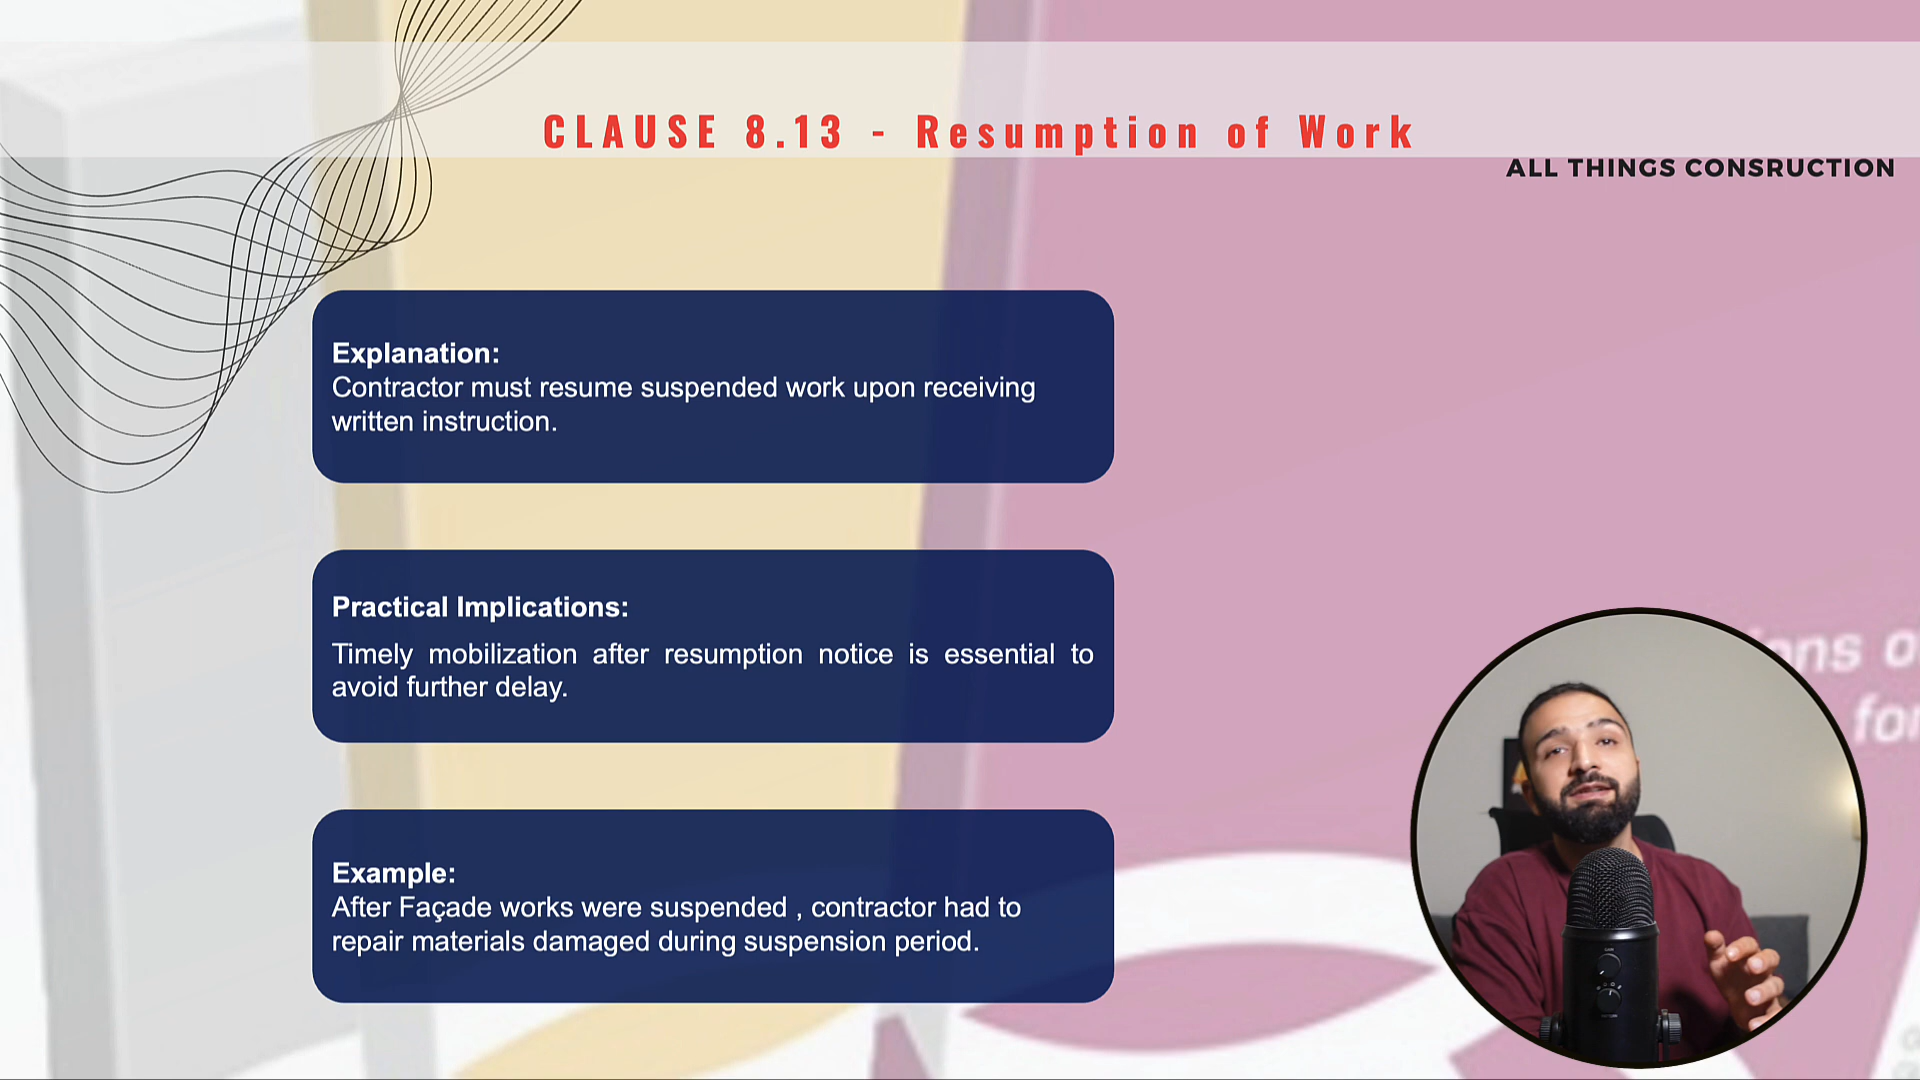 CLAUSE 8.13 - Resumption of Work
ALL THINGS CONSRUCTION
Explanation:
Contractor must resume suspended work upon receiving
written instruction.
Practical Implications:
Timely mobilization after resumption notice is essential to
avoid further delay.
Example:
After Façade works were suspended , contractor had to
repair materials damaged during suspension period.
for